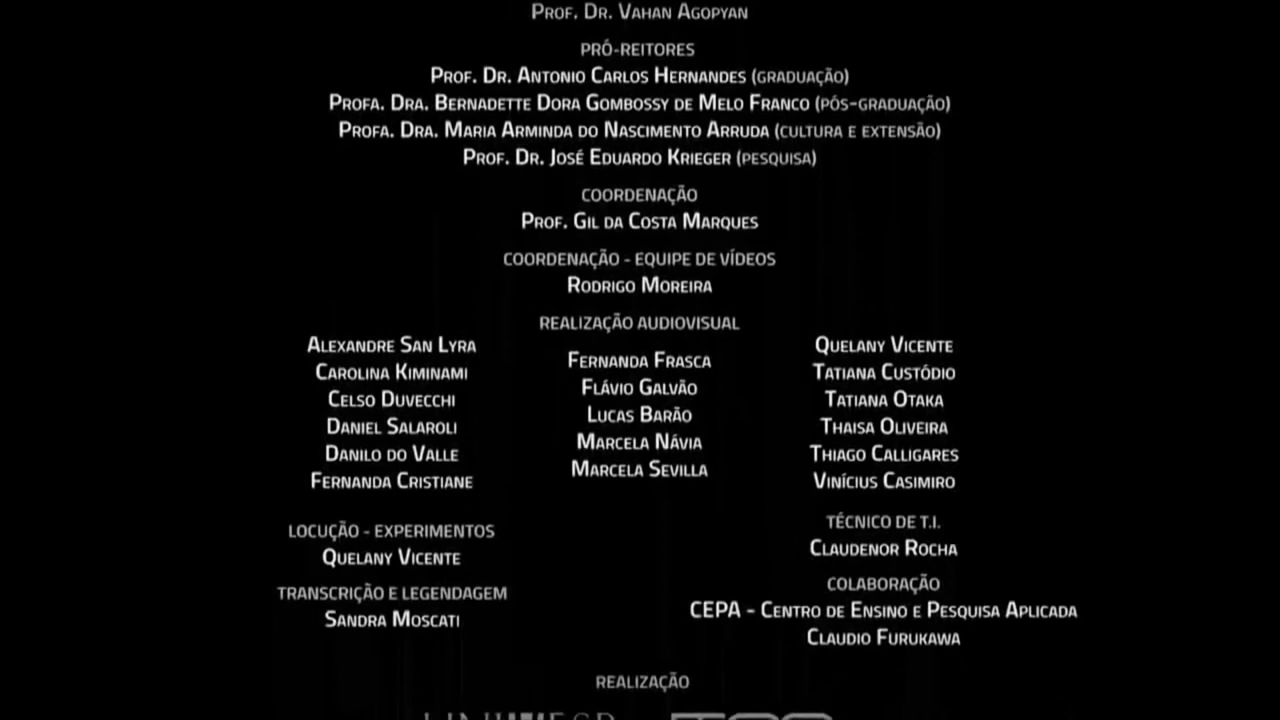 Prof. Dr. Vahan Agopyan
PRÓ-REITORES
Prof. Dr. Antonio Carlos Hernandes (GRADUAÇÃO)
Profa. Dra. Bernadette Dora Gombossy de Melo Franco (PÓS-GRADUAÇÃO)
Profa. Dra. Maria Arminda do Nascimento Arruda (CULTURA E EXTENSÃO)
Prof. Dr. José Eduardo Krieger (PESQUISA)
COORDENAÇÃO
Prof. Gil da Costa Marques
COORDENAÇÃO - EQUIPE DE VÍDEOS
Rodrigo Moreira
REALIZAÇÃO AUDIOVISUAL
Alexandre San Lyra
Carolina Kiminami
Celso Duvecchi
Daniel Salaroli
Danilo do Valle
Fernanda Cristiane
Fernanda Frasca
Flávio Galvão
Lucas Barão
Marcela Návia
Marcela Sevilla
Quelany Vicente
Tatiana Custódio
Tatiana Otaka
Thaisa Oliveira
Thiago Calligares
Vinícius Casimiro
LOCUÇÃO - EXPERIMENTOS
Quelany Vicente
TRANSCRIÇÃO E LEGENDAGEM
Sandra Moscati
TÉCNICO DE T.I.
Claudenor Rocha
COLABORAÇÃO
CEPA - Centro de Ensino e Pesquisa Aplicada
Claudio Furukawa
REALIZAÇÃO